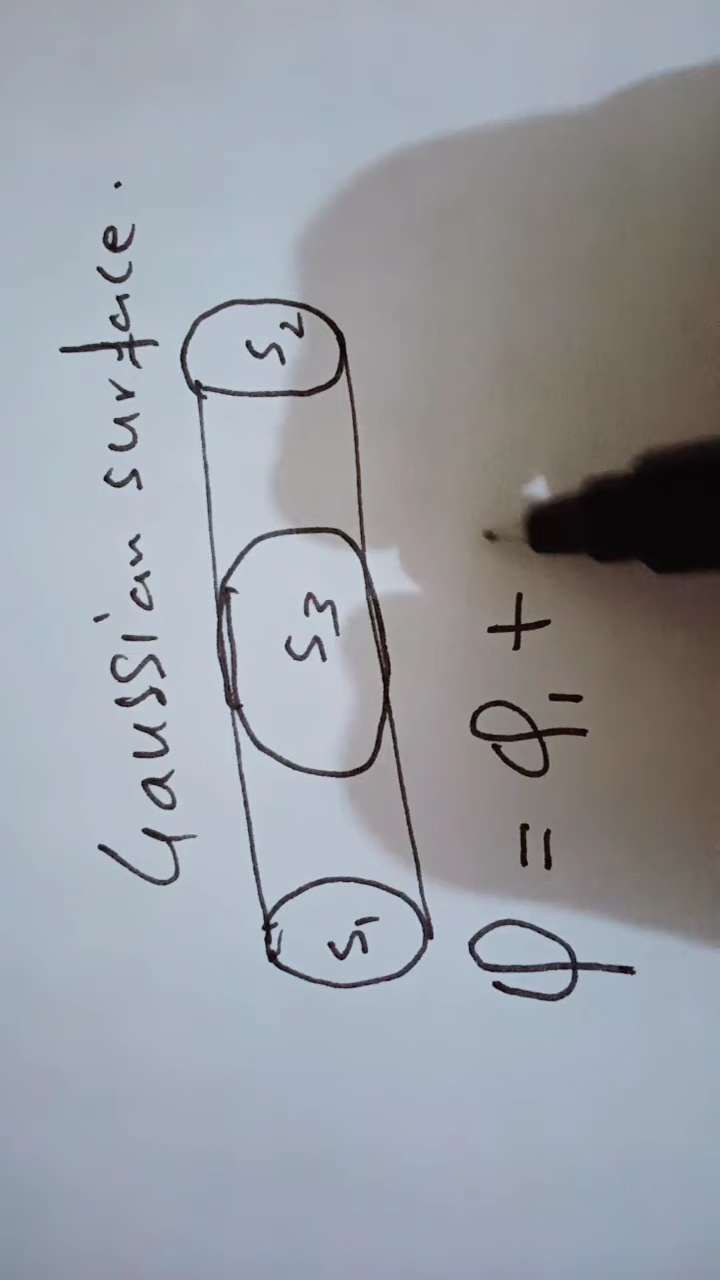 Gaussian surface.
S1 S3 S2
φ = φ1 +